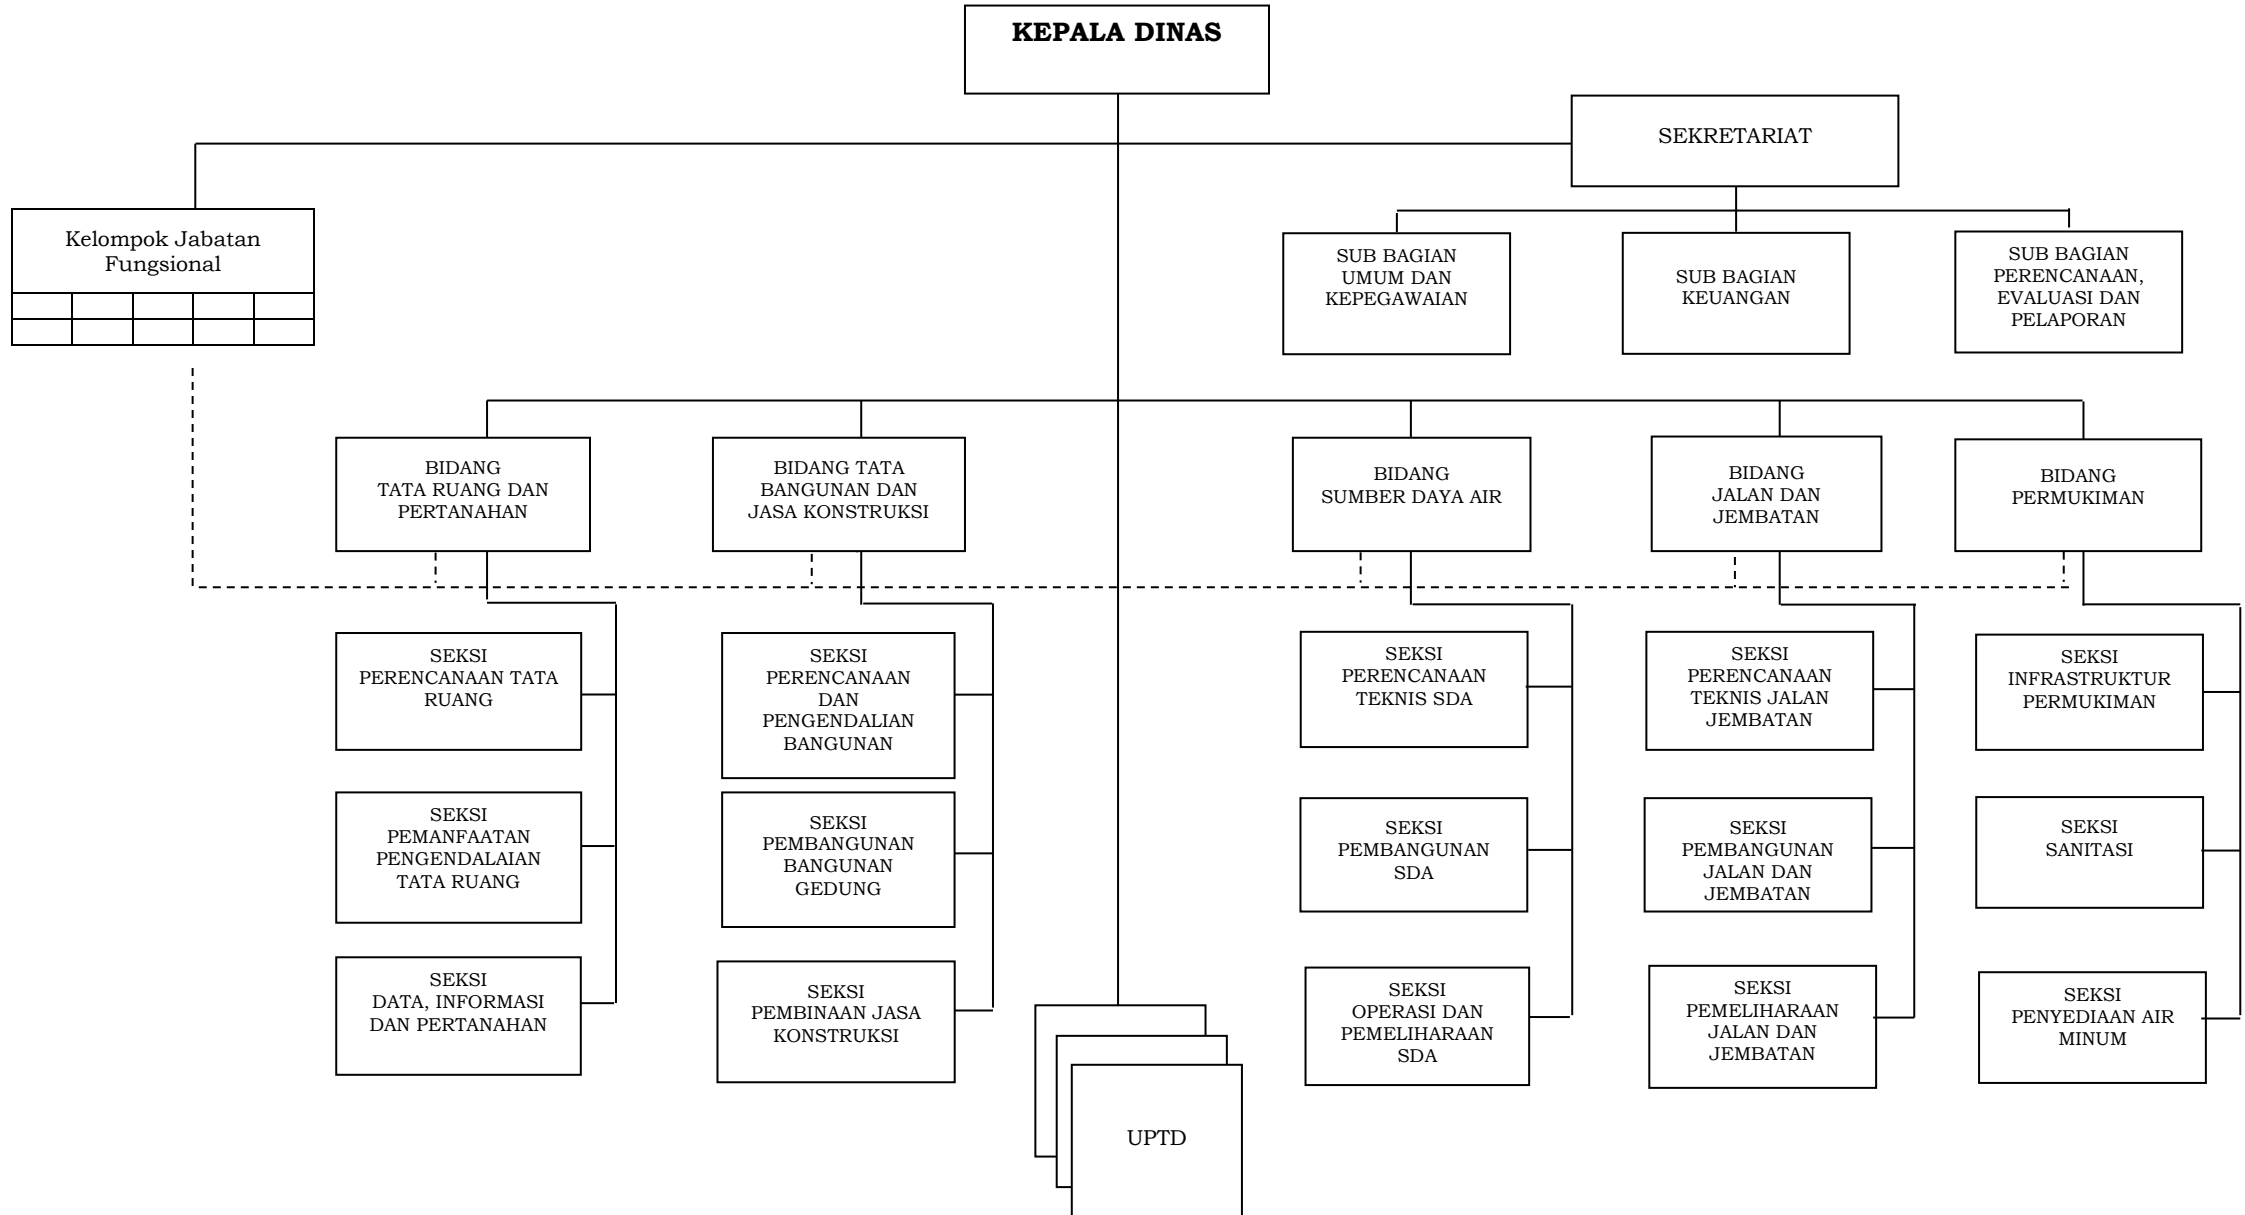 KEPALA DINAS
SEKRETARIAT
Kelompok Jabatan
Fungsional
SUB BAGIAN
UMUM DAN
KEPEGAWAIAN
SUB BAGIAN
KEUANGAN
SUB BAGIAN
PERENCANAAN,
EVALUASI DAN
PELAPORAN
BIDANG
TATA RUANG DAN
PERTANAHAN
BIDANG TATA
BANGUNAN DAN
JASA KONSTRUKSI
BIDANG
SUMBER DAYA AIR
BIDANG
JALAN DAN
JEMBATAN
BIDANG
PERMUKIMAN
SEKSI
PERENCANAAN TATA
RUANG
SEKSI
PERENCANAAN
DAN
PENGENDALIAN
BANGUNAN
SEKSI
PERENCANAAN
TEKNIS SDA
SEKSI
PERENCANAAN
TEKNIS JALAN
JEMBATAN
SEKSI
INFRASTRUKTUR
PERMUKIMAN
SEKSI
PEMANFAATAN
PENGENDALAIAN
TATA RUANG
SEKSI
PEMBANGUNAN
BANGUNAN
GEDUNG
SEKSI
PEMBANGUNAN
SDA
SEKSI
PEMBANGUNAN
JALAN DAN
JEMBATAN
SEKSI
SANITASI
SEKSI
DATA, INFORMASI
DAN PERTANAHAN
SEKSI
PEMBINAAN JASA
KONSTRUKSI
SEKSI
OPERASI DAN
PEMELIHARAAN
SDA
SEKSI
PEMELIHARAAN
JALAN DAN
JEMBATAN
SEKSI
PENYEDIAAN AIR
MINUM
UPTD